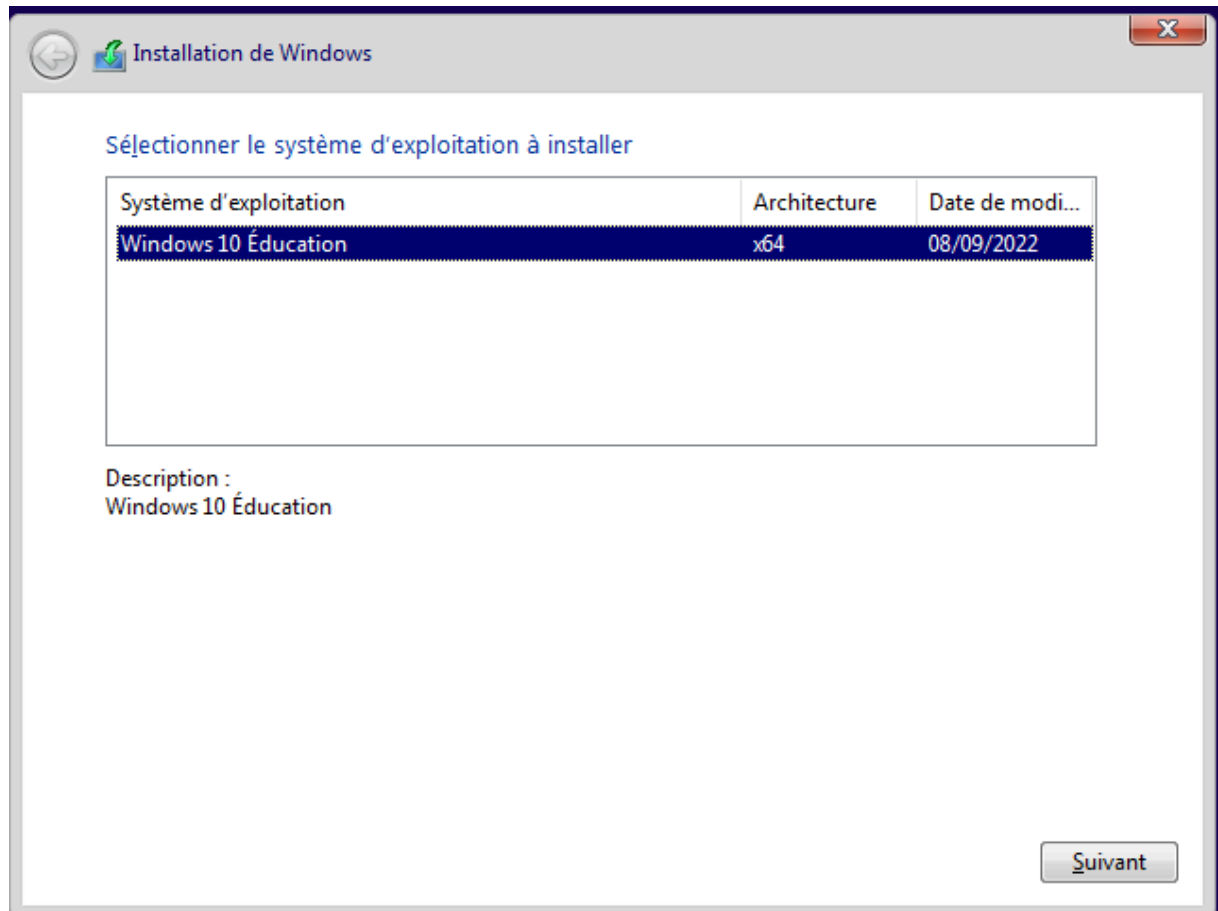 Installation de Windows
Sélectionner le système d'exploitation à installer
Système d'exploitation Architecture Date de modi...
Windows 10 Éducation x64 08/09/2022
Description :
Windows 10 Éducation
Suivant